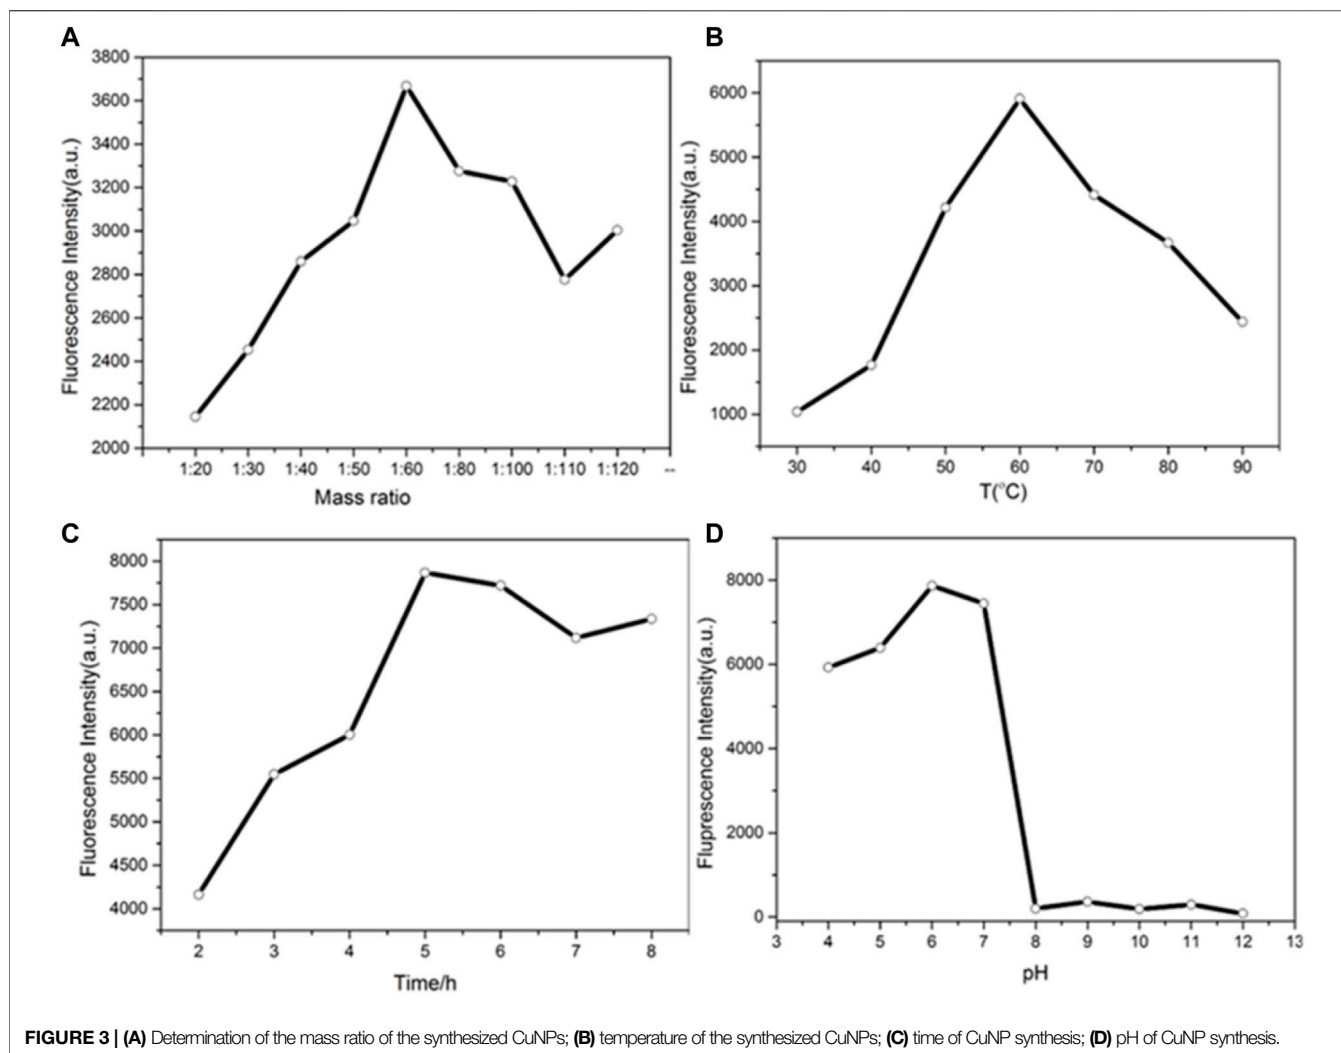 A
3800
3600
3400
3200
3000
2800
2600
2400
2200
2000
Fluorescence Intensity(a.u.)
1:20 1:30 1:40 1:50 1:60 1:80 1:100 1:110 1:120 --
Mass ratio
B
6000
5000
4000
3000
2000
1000
Fluorescence Intensity(a.u.)
30 40 50 60 70 80 90
T(°C)
C
8000
7500
7000
6500
6000
5500
5000
4500
4000
Fluorescence Intensity(a.u.)
2 3 4 5 6 7 8
Time/h
D
8000
6000
4000
2000
0
Fluprescence Intensity(a.u.)
3 4 5 6 7 8 9 10 11 12 13
pH
FIGURE 3 | (A) Determination of the mass ratio of the synthesized CuNPs; (B) temperature of the synthesized CuNPs; (C) time of CuNP synthesis; (D) pH of CuNP synthesis.